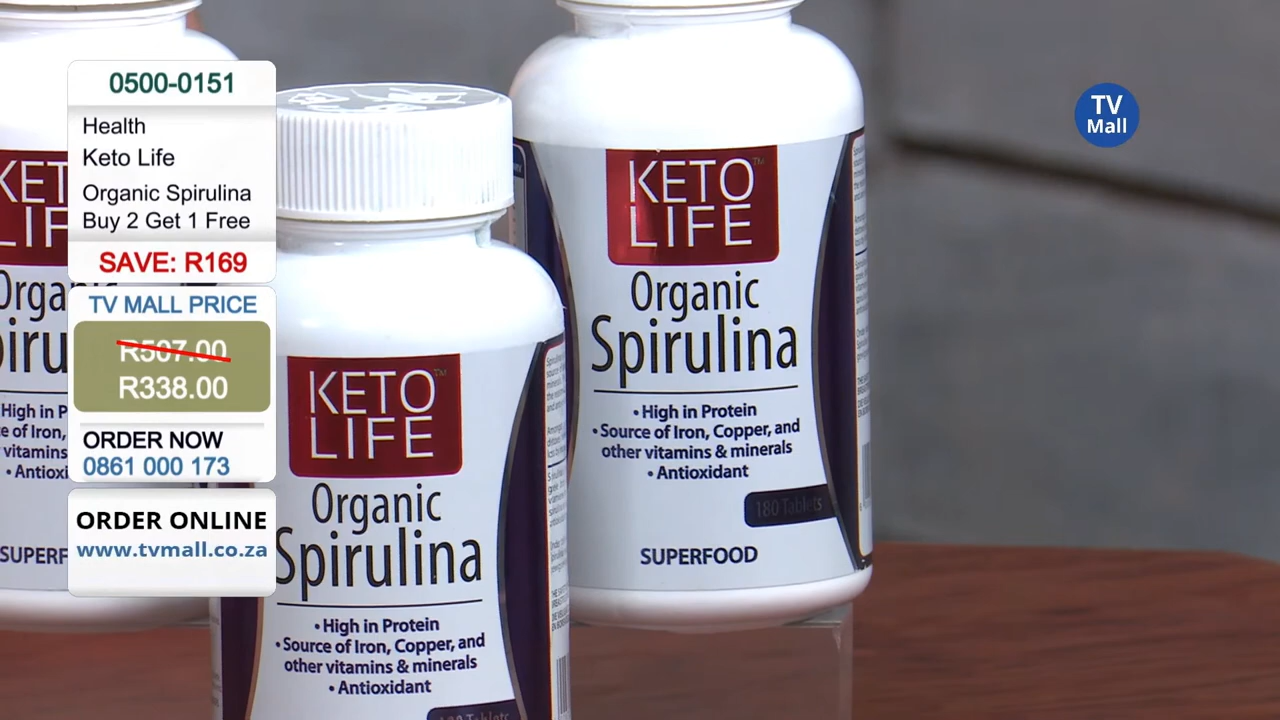 0500-0151
Health
Keto Life
Organic Spirulina
Buy 2 Get 1 Free
SAVE: R169
TV MALL PRICE
R507.00
R338.00
ORDER NOW
0861 000 173
ORDER ONLINE
www.tvmall.co.za
TV
Mall
KETO
LIFE
Organic
Spirulina
• High in Protein
• Source of Iron, Copper, and
other vitamins & minerals
• Antioxidant
180 Tablets
SUPERFOOD
KETO
LIFE
Organic
Spirulina
• High in Protein
• Source of Iron, Copper, and
other vitamins & minerals
• Antioxidant